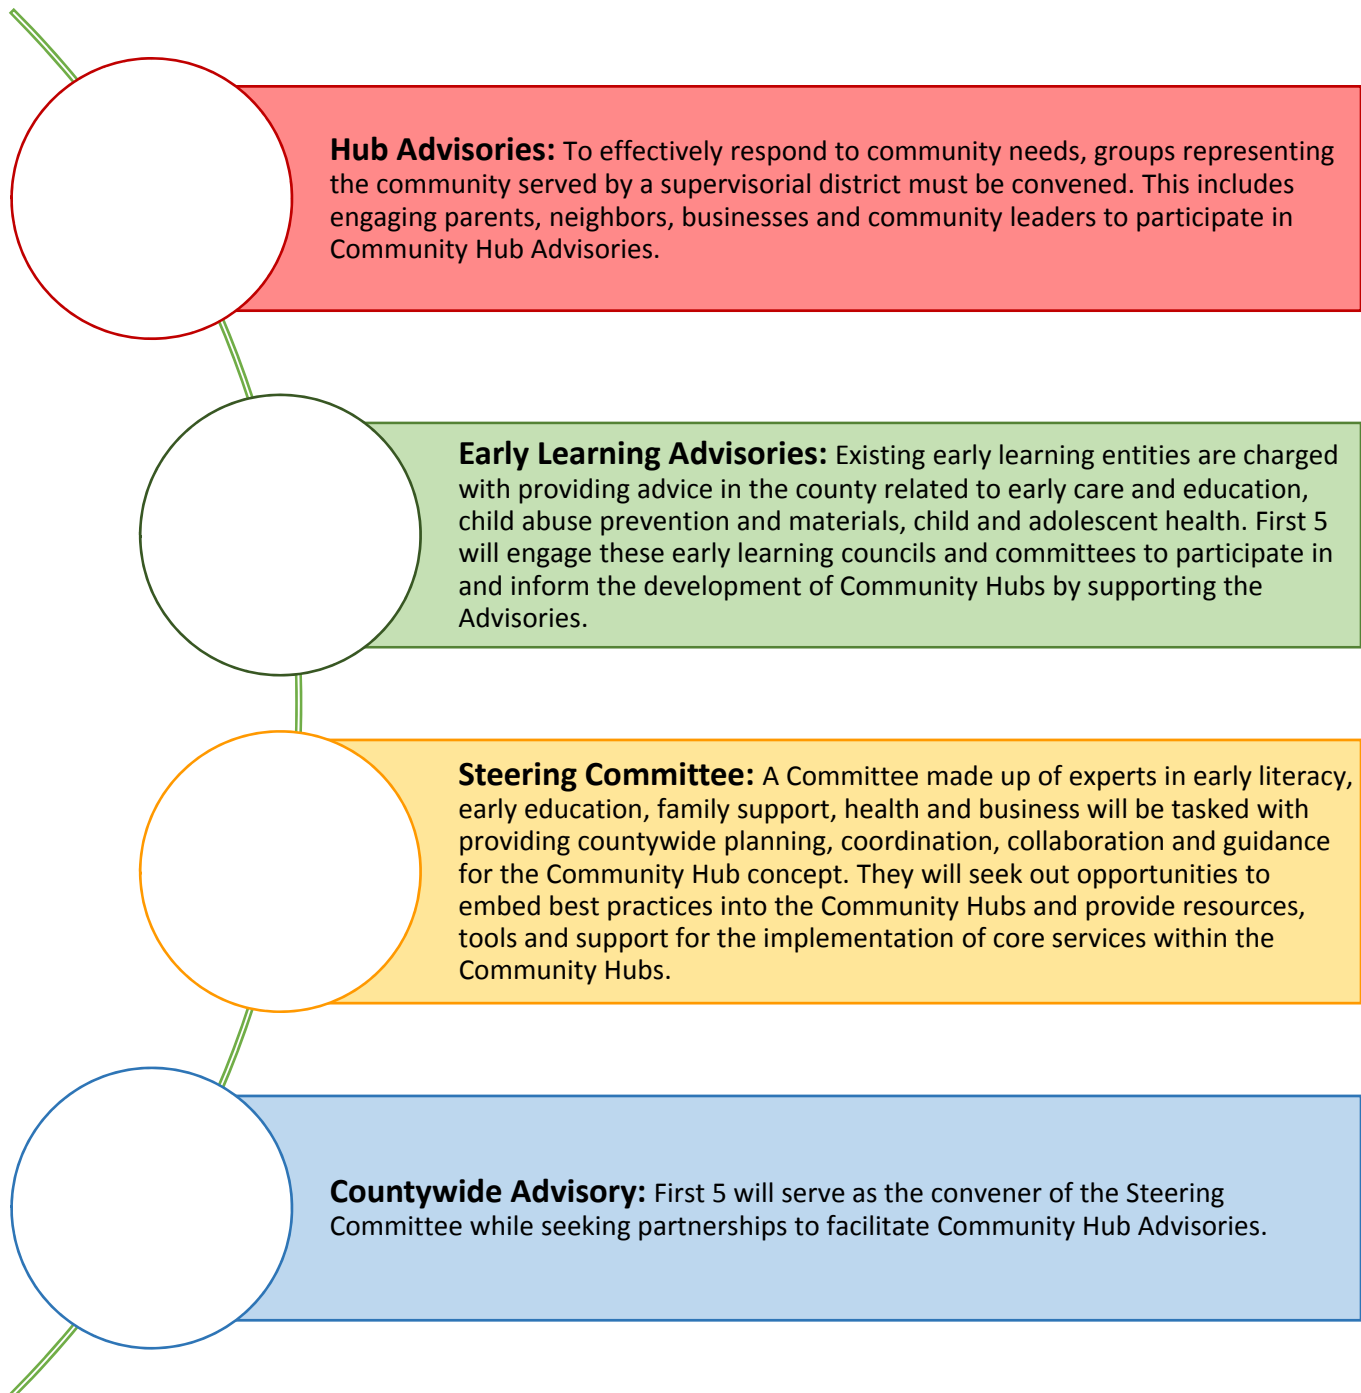 Hub Advisories: To effectively respond to community needs, groups representing
the community served by a supervisorial district must be convened. This includes
engaging parents, neighbors, businesses and community leaders to participate in
Community Hub Advisories.
Early Learning Advisories: Existing early learning entities are charged
with providing advice in the county related to early care and education,
child abuse prevention and materials, child and adolescent health. First 5
will engage these early learning councils and committees to participate in
and inform the development of Community Hubs by supporting the
Advisories.
Steering Committee: A Committee made up of experts in early literacy,
early education, family support, health and business will be tasked with
providing countywide planning, coordination, collaboration and guidance
for the Community Hub concept. They will seek out opportunities to
embed best practices into the Community Hubs and provide resources,
tools and support for the implementation of core services within the
Community Hubs.
Countywide Advisory: First 5 will serve as the convener of the Steering
Committee while seeking partnerships to facilitate Community Hub Advisories.